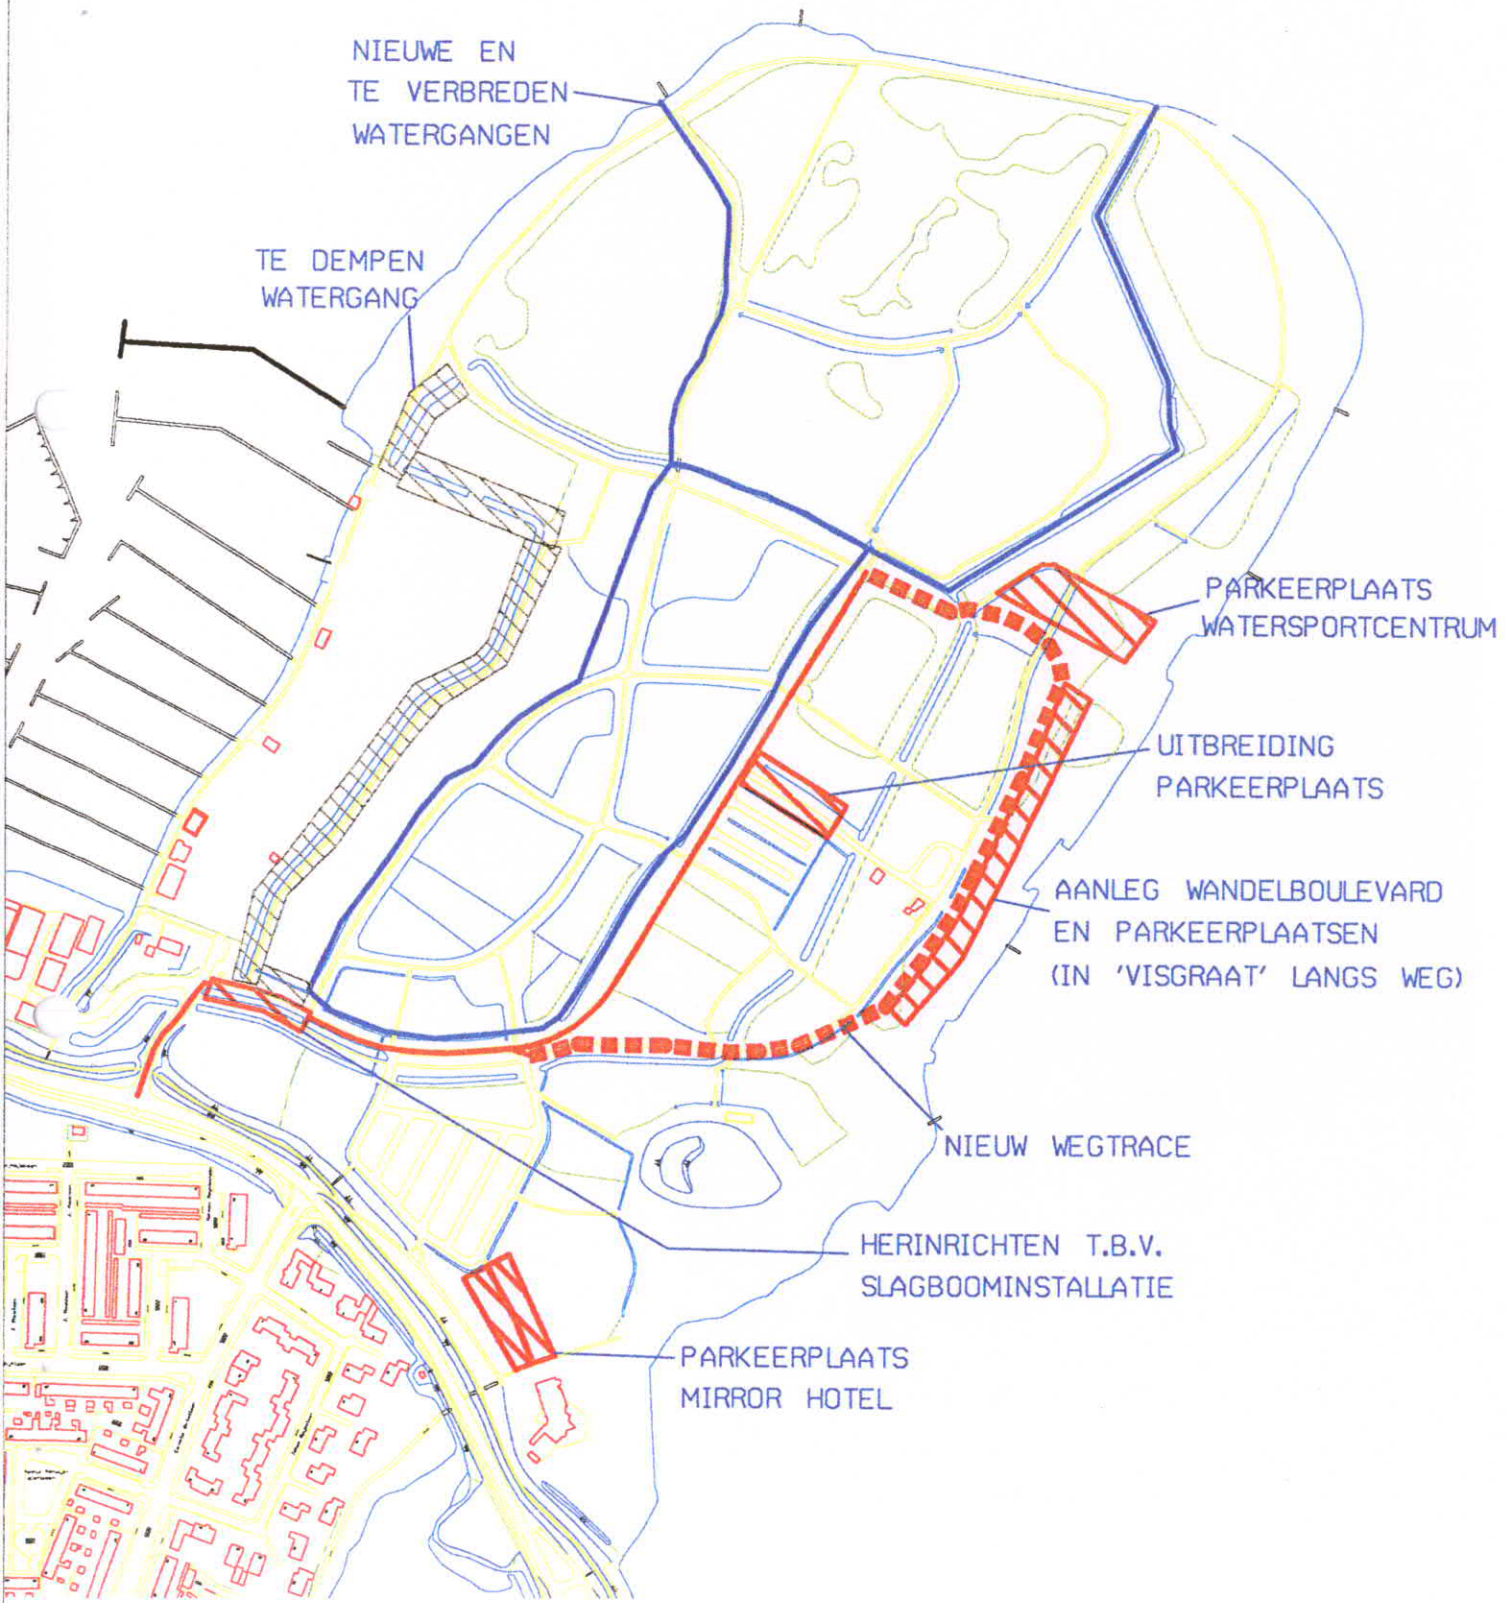 NIEUWE EN
TE VERBREDEN
WATERGANGEN
TE DEMPEN
WATERGANG
PARKEERPLAATS
WATERSPORTCENTRUM
UITBREIDING
PARKEERPLAATS
AANLEG WANDELBOULEVARD
EN PARKEERPLAATSEN
(IN 'VISGRAAT' LANGS WEG)
NIEUW WEGTRACE
HERINRICHTEN T.B.V.
SLAGBOOMINSTALLATIE
PARKEERPLAATS
MIRROR HOTEL